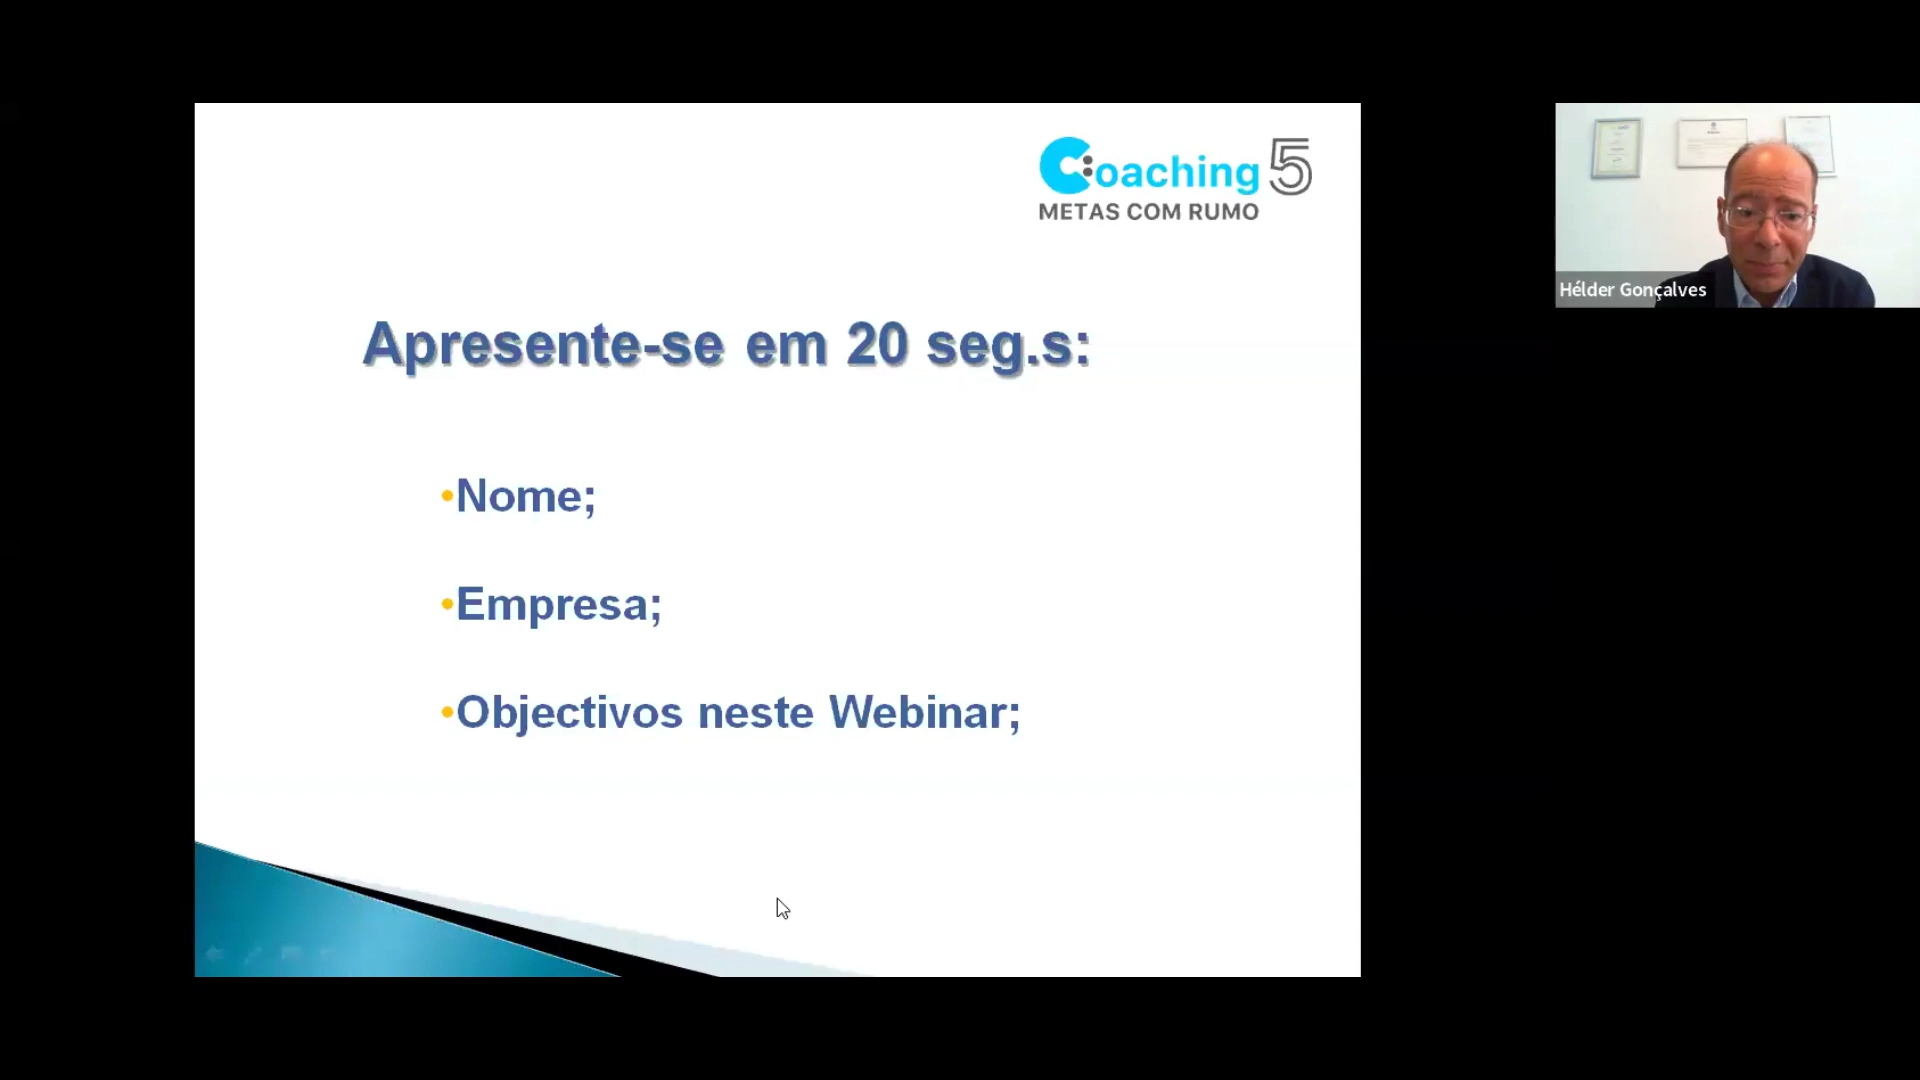 Coaching 5
METAS COM RUMO
Apresente-se em 20 seg.s:
•Nome;
•Empresa;
•Objectivos neste Webinar;
Hélder Gonçalves